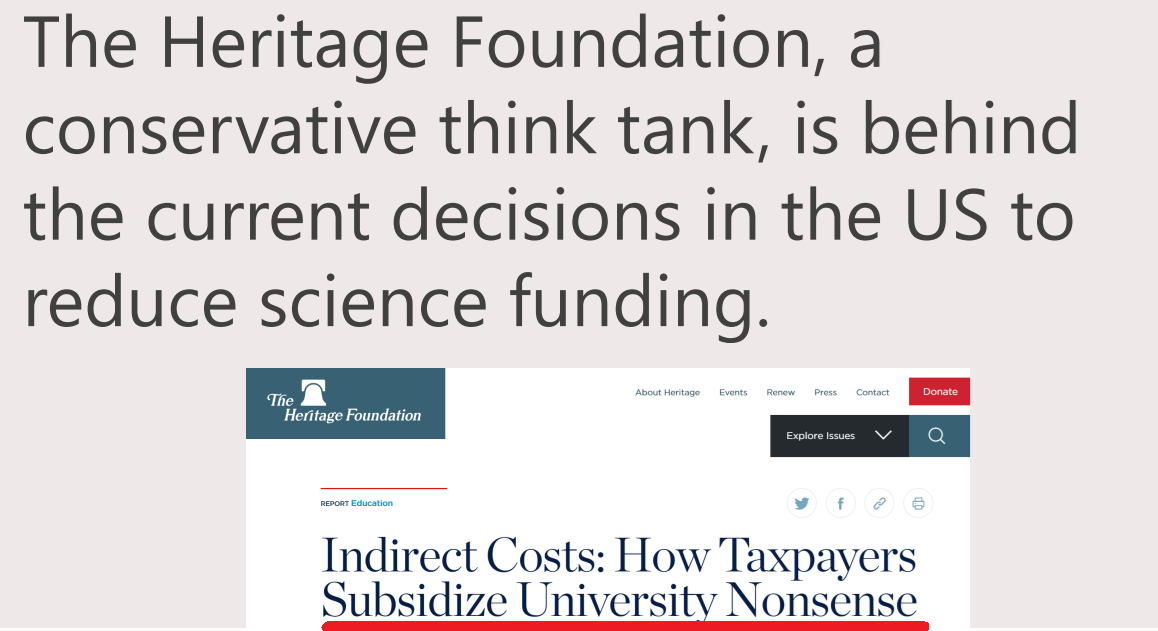 The Heritage Foundation, a
conservative think tank, is behind
the current decisions in the US to
reduce science funding.
The
Heritage Foundation
About Heritage Events Renew Press Contact Donate
Explore Issues
REPORT Education
Indirect Costs: How Taxpayers
Subsidize University Nonsense